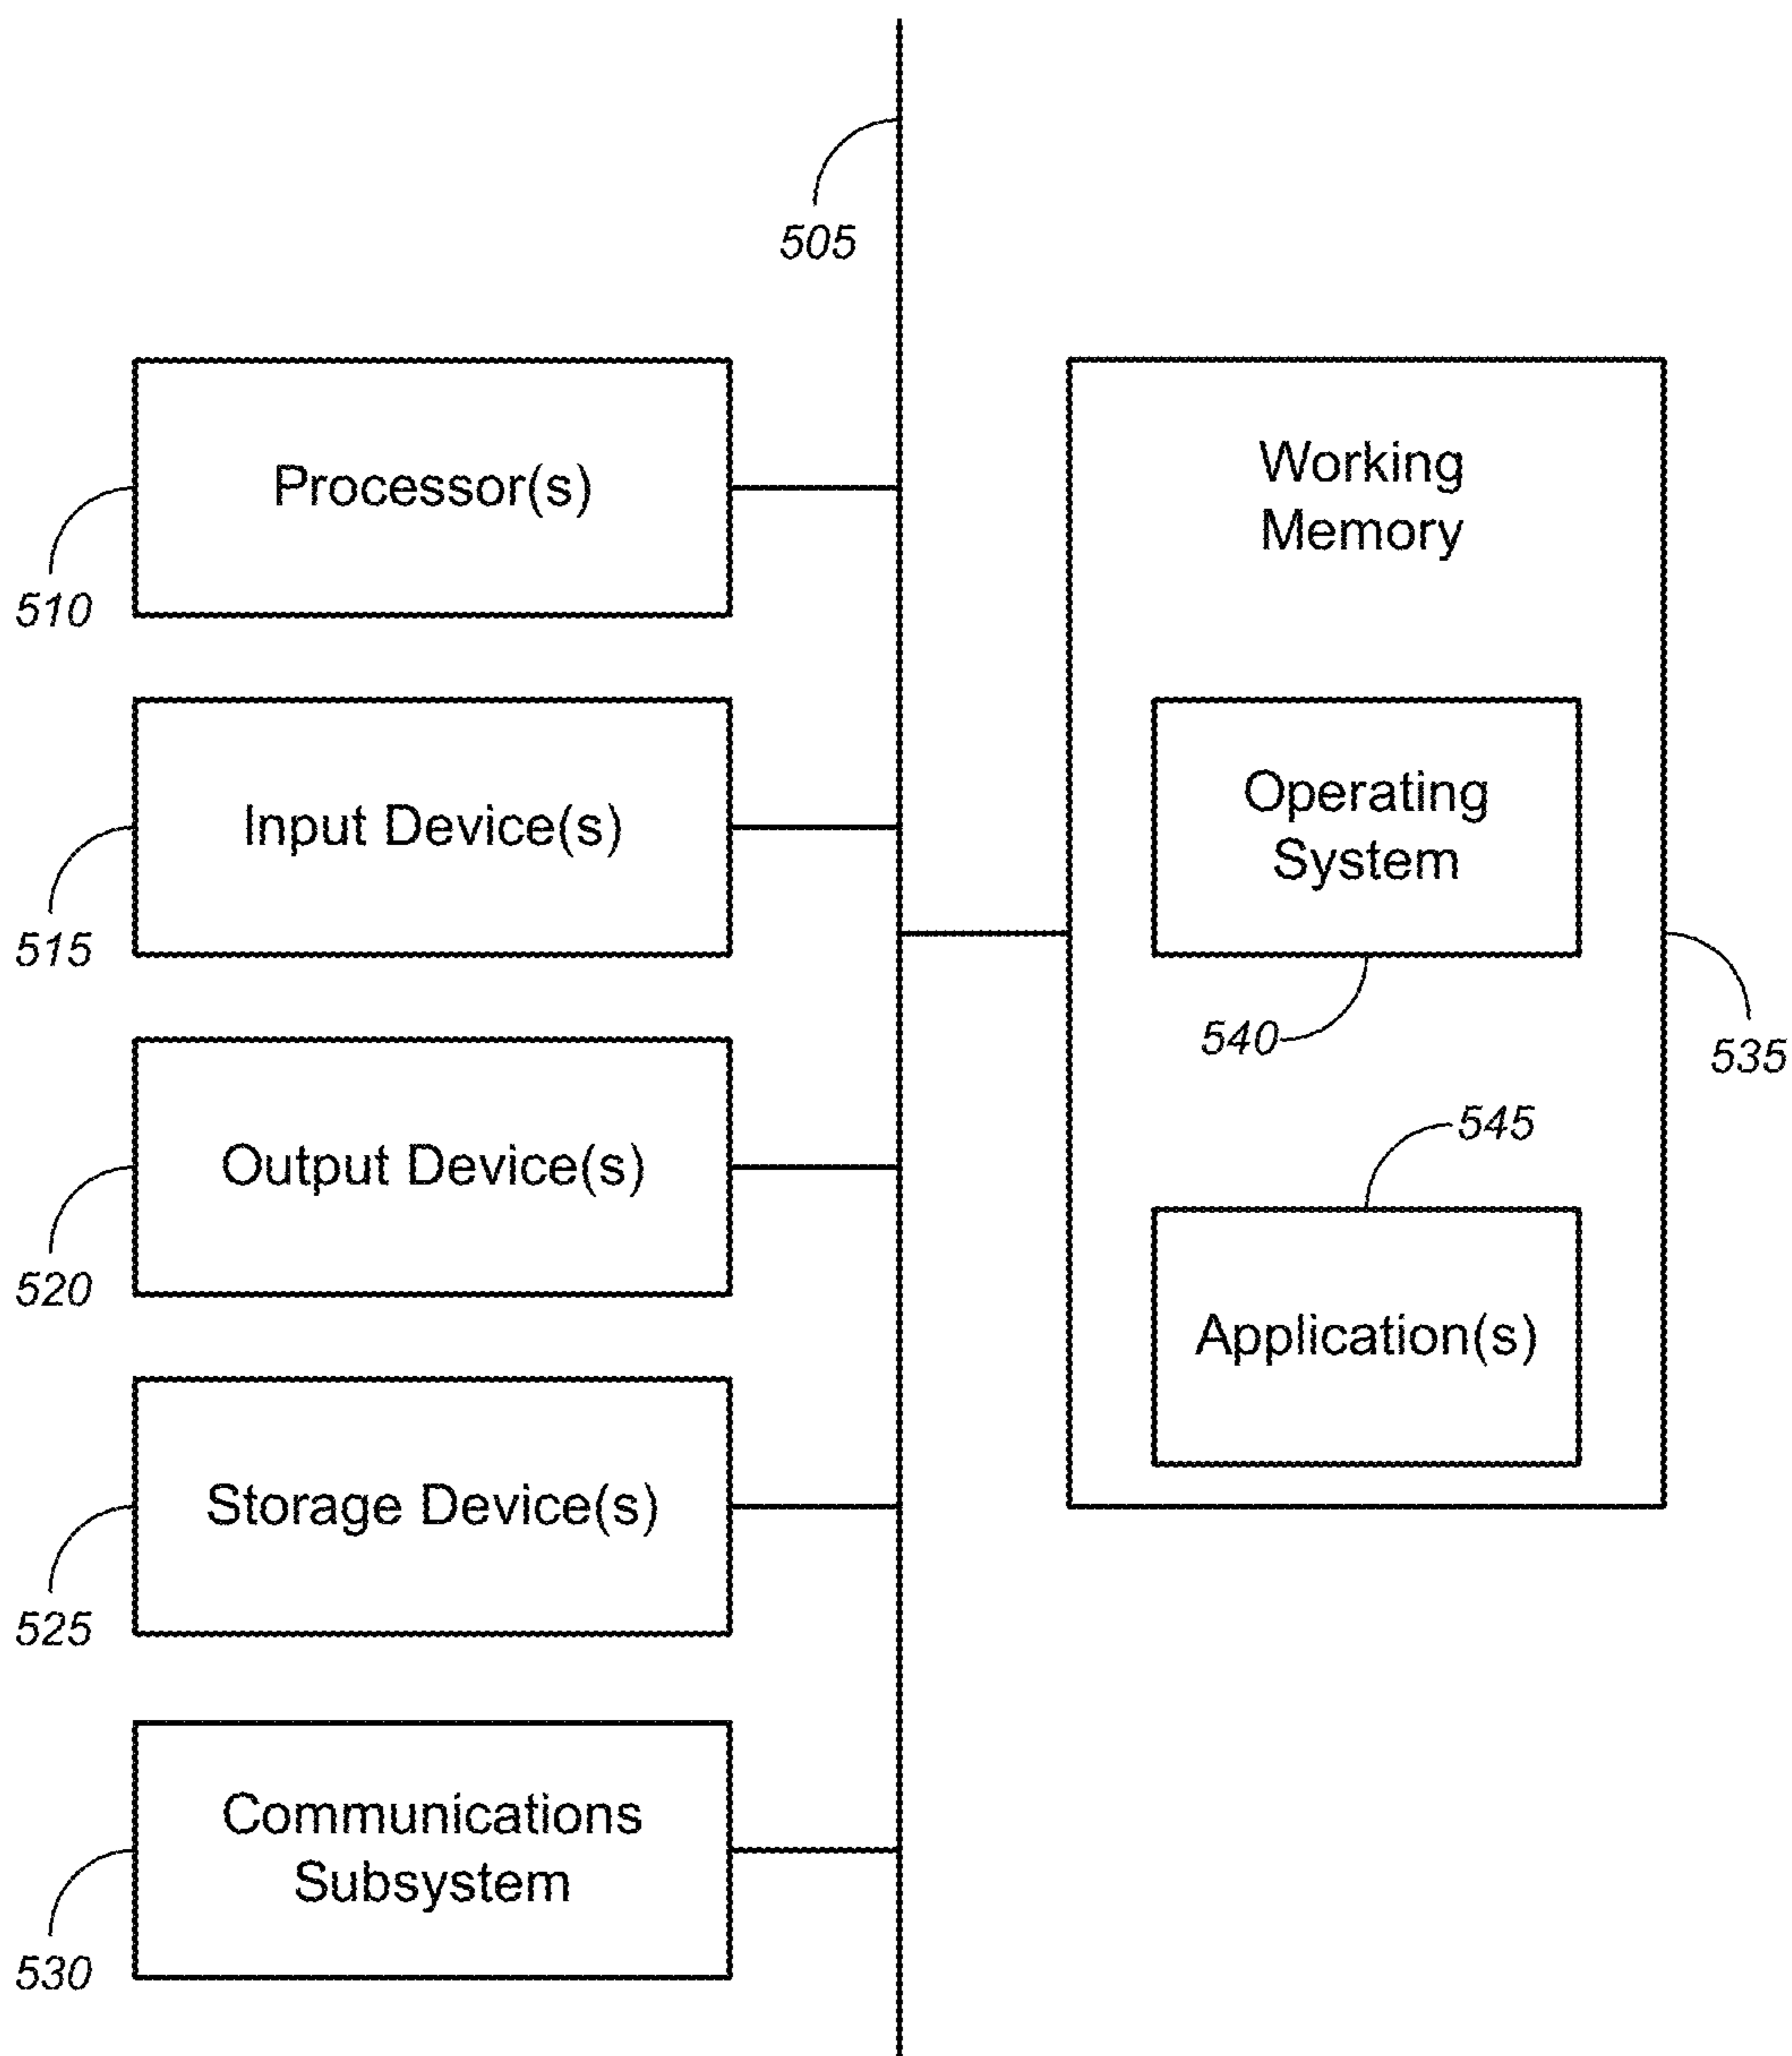 505
Processor(s)
510
Input Device(s)
515
Output Device(s)
520
Storage Device(s)
525
Communications
Subsystem
530
Working
Memory
Operating
System
540
535
545
Application(s)